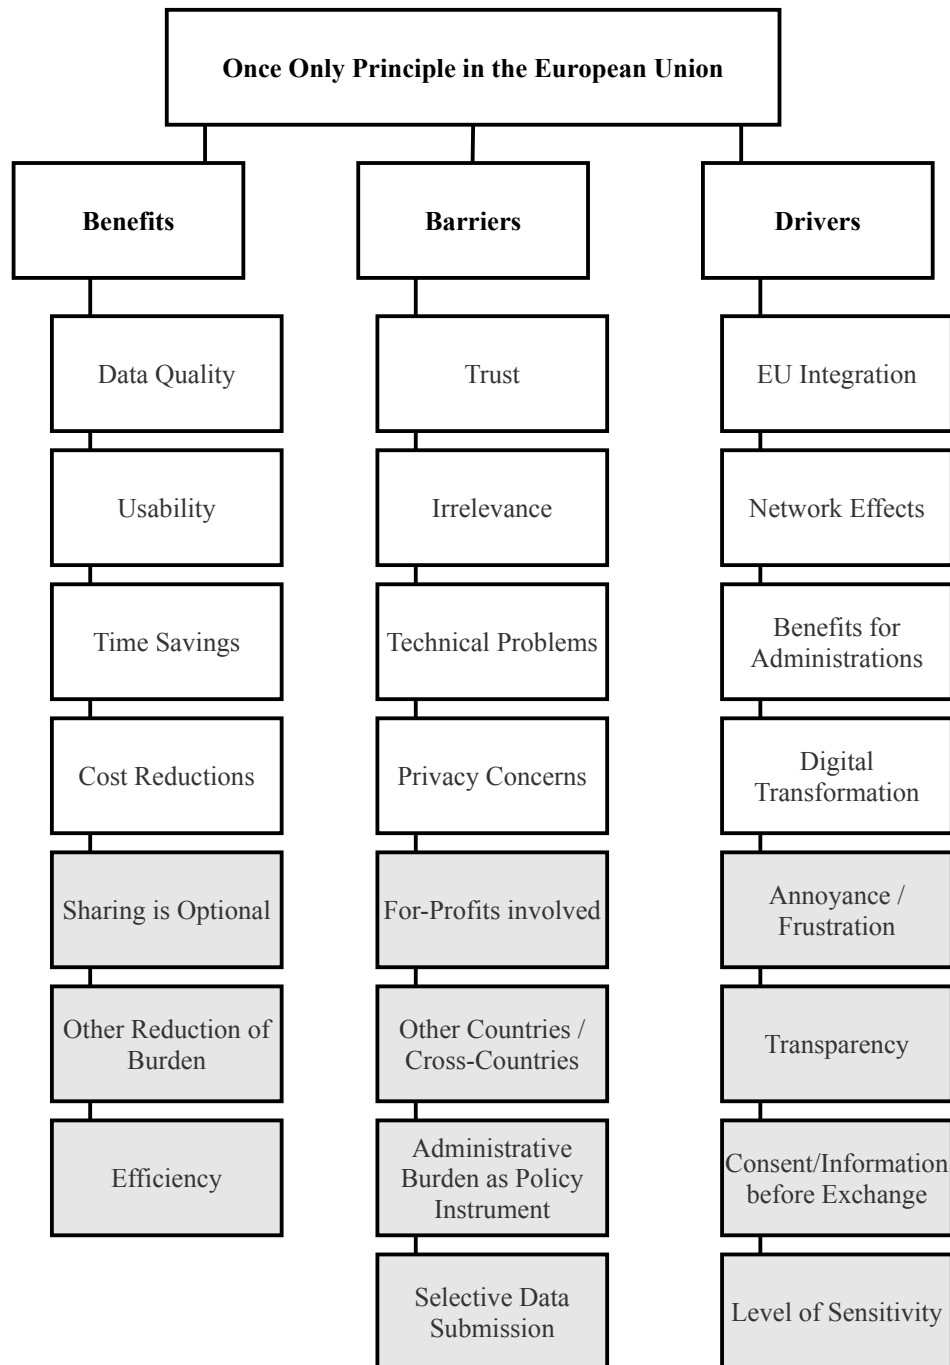 Once Only Principle in the European Union
Benefits
Data Quality
Usability
Time Savings
Cost Reductions
Sharing is Optional
Other Reduction of
Burden
Efficiency
Barriers
Trust
Irrelevance
Technical Problems
Privacy Concerns
For-Profits involved
Other Countries /
Cross-Countries
Administrative
Burden as Policy
Instrument
Selective Data
Submission
Drivers
EU Integration
Network Effects
Benefits for
Administrations
Digital
Transformation
Annoyance /
Frustration
Transparency
Consent/Information
before Exchange
Level of Sensitivity